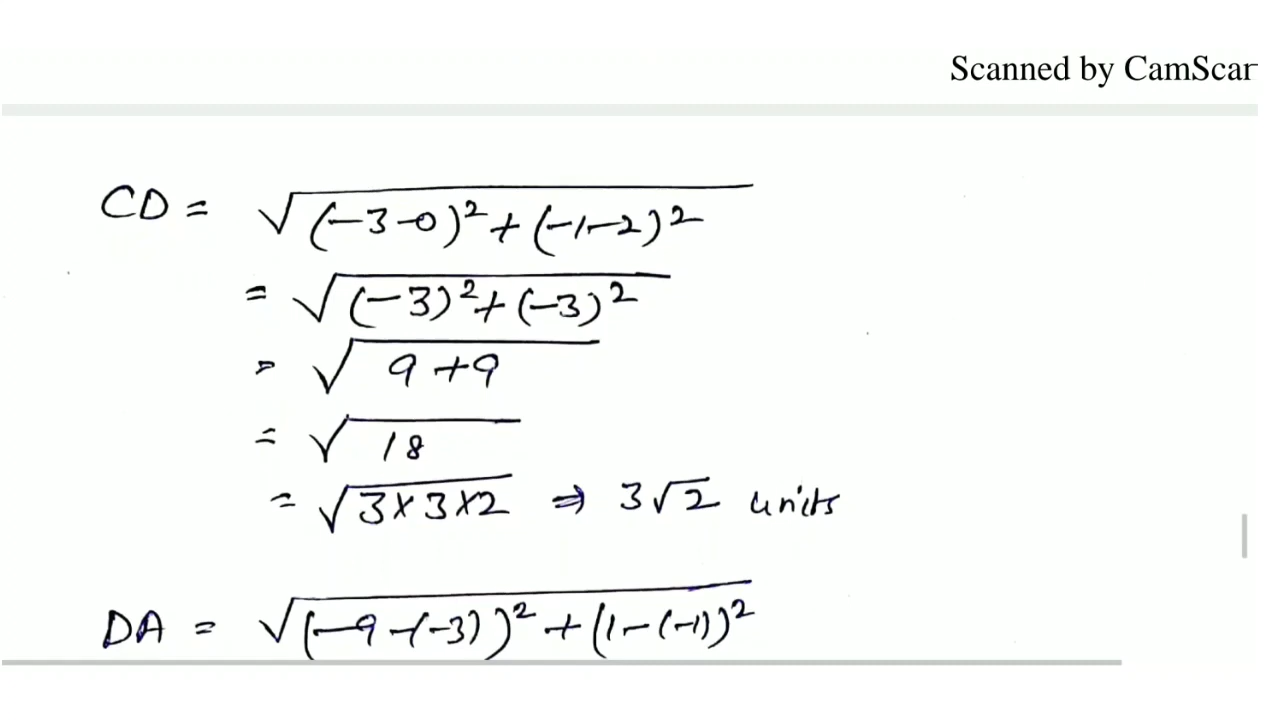 Scanned by CamScar
CD = √(-3-0)²+(-1-2)²
= √(-3)²+(-3)²
= √9+9
= √18
= √3×3×2 ⇒ 3√2 units
DA = √(-9-(-3))²+(1-(-1))²